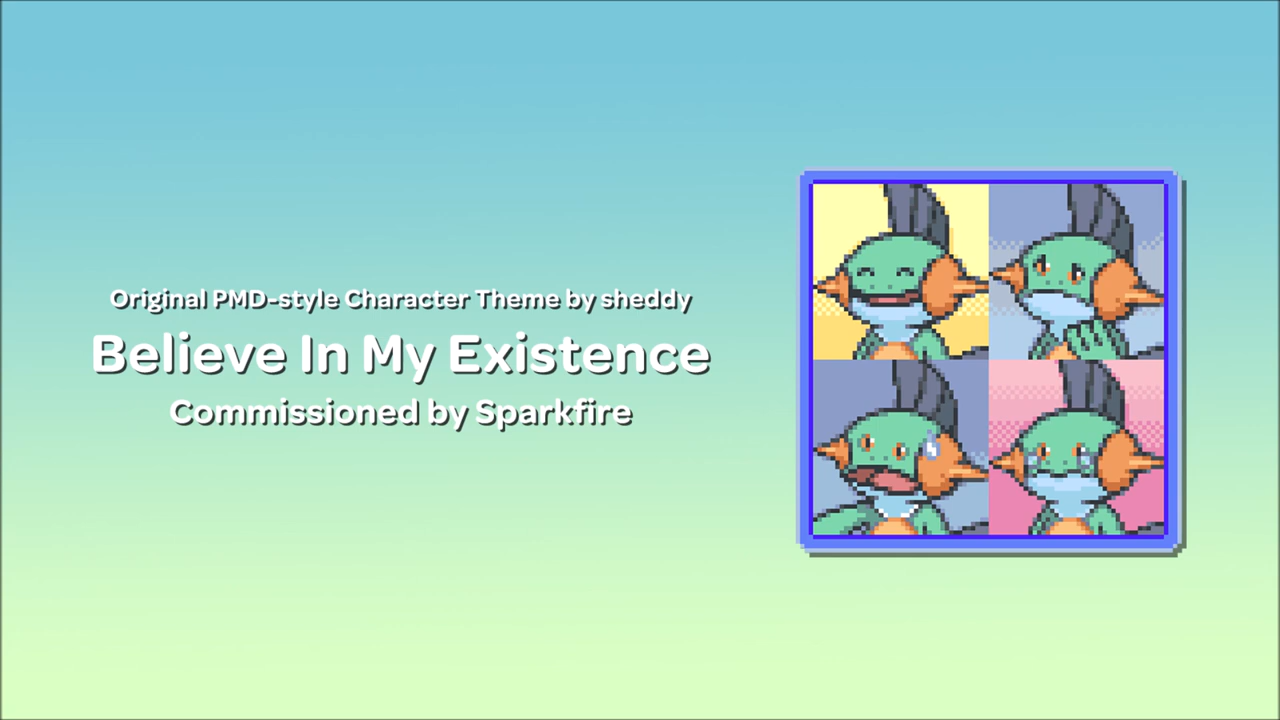 Original PMD-style Character Theme by sheddy
Believe In My Existence
Commissioned by Sparkfire